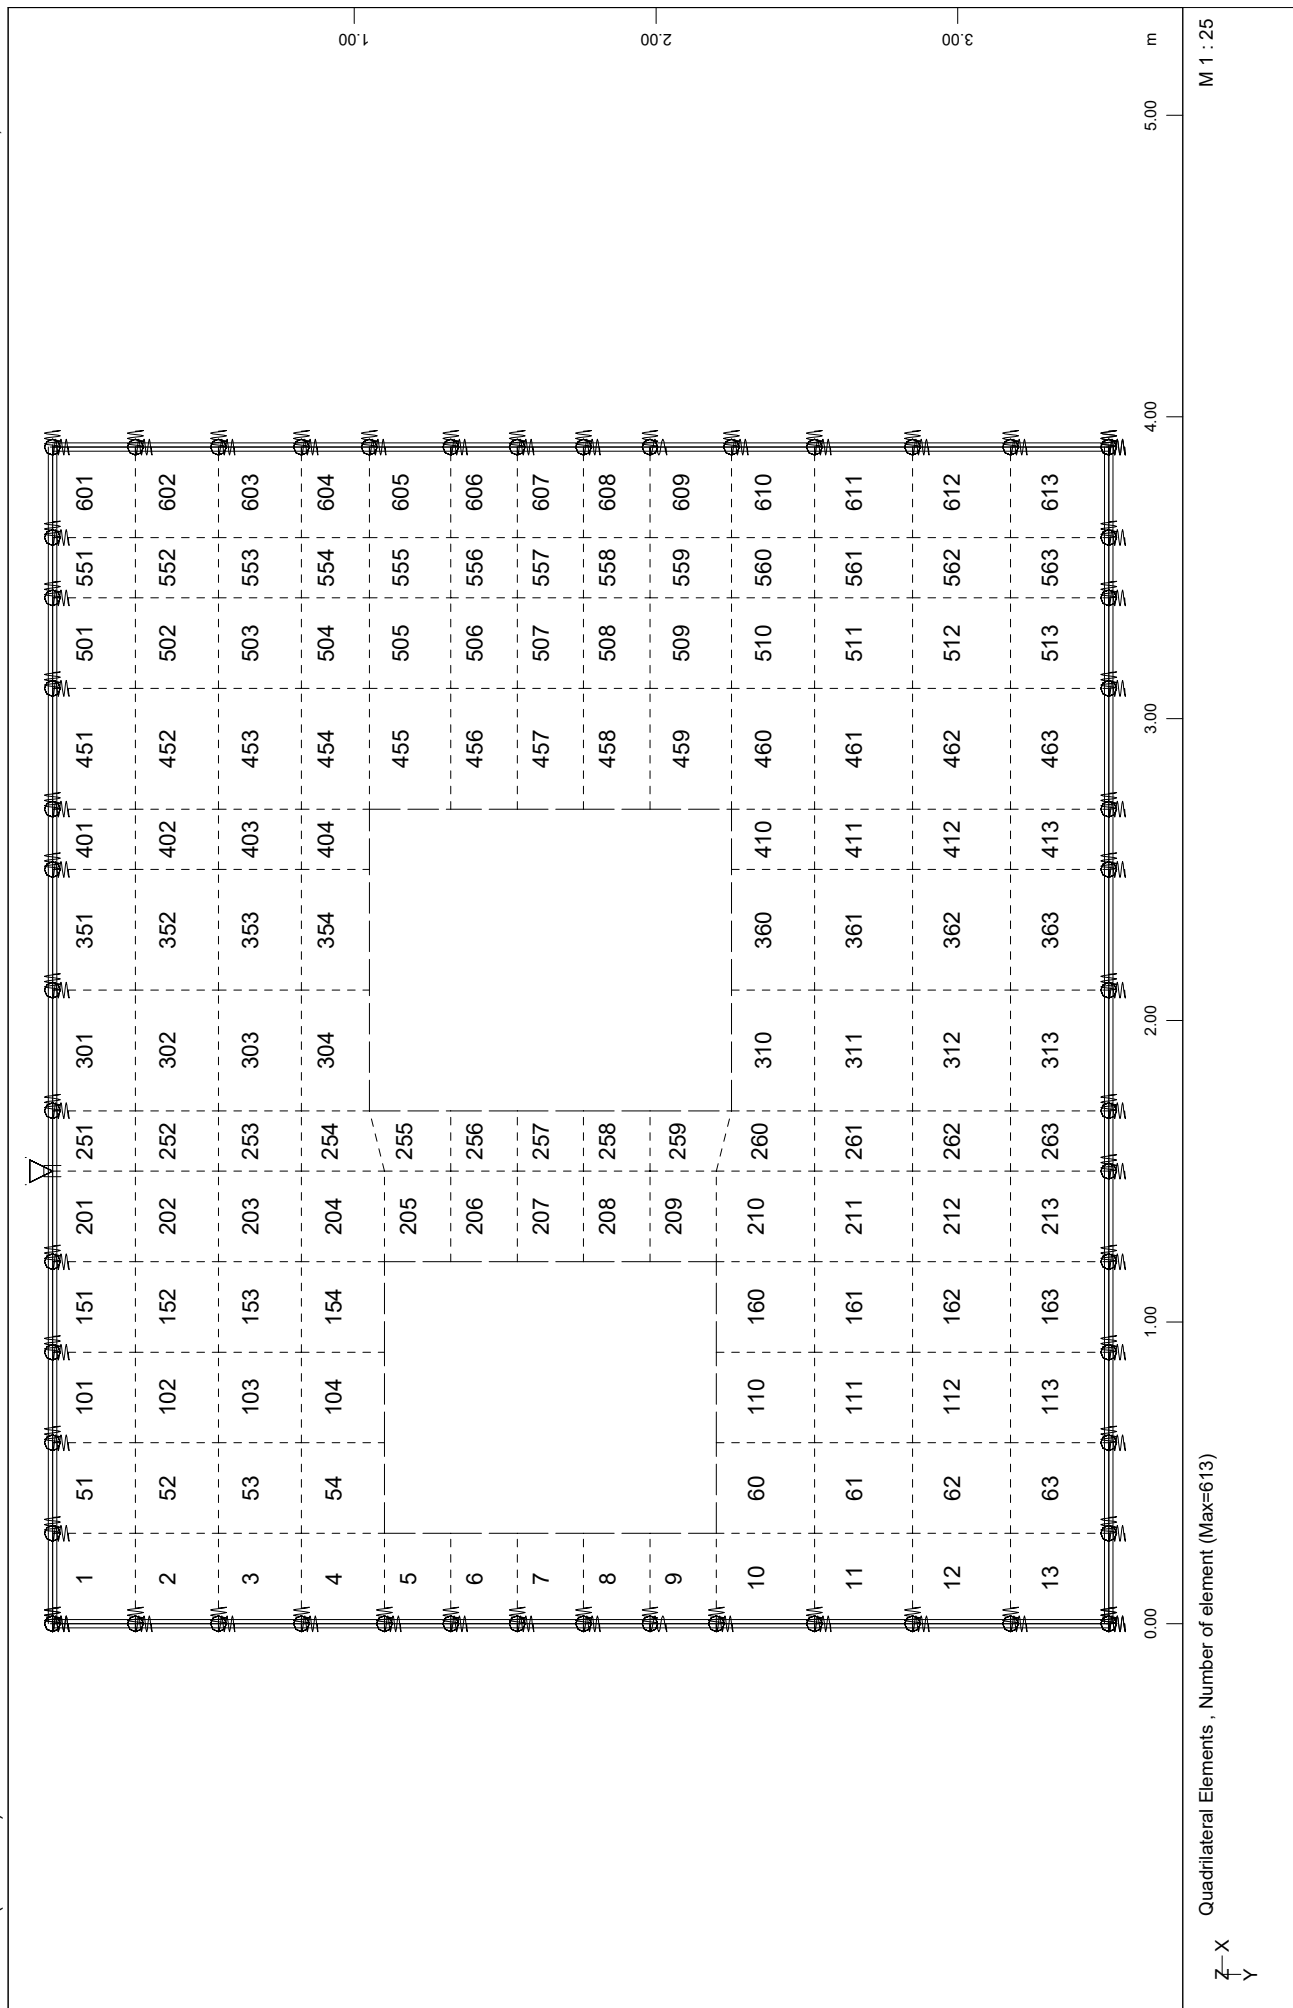 1 51 101 151 201 251 301 351 401 451 501 551 601
2 52 102 152 202 252 302 352 402 452 502 552 602
3 53 103 153 203 253 303 353 403 453 503 553 603
4 54 104 154 204 254 304 354 404 454 504 554 604
1.00
5 205 255 455 505 555 605
6 206 256 456 506 556 606
7 207 257 457 507 557 607
8 208 258 458 508 558 608
2.00
9 209 259 459 509 559 609
10 60 110 160 210 260 310 360 410 460 510 560 610
11 61 111 161 211 261 311 361 411 461 511 561 611
12 62 112 162 212 262 312 362 412 462 512 562 612
3.00
13 63 113 163 213 263 313 363 413 463 513 563 613
0.00 1.00 2.00 3.00 4.00 5.00 m
Quadrilateral Elements , Number of element (Max=613) M 1 : 25
Z X
Y